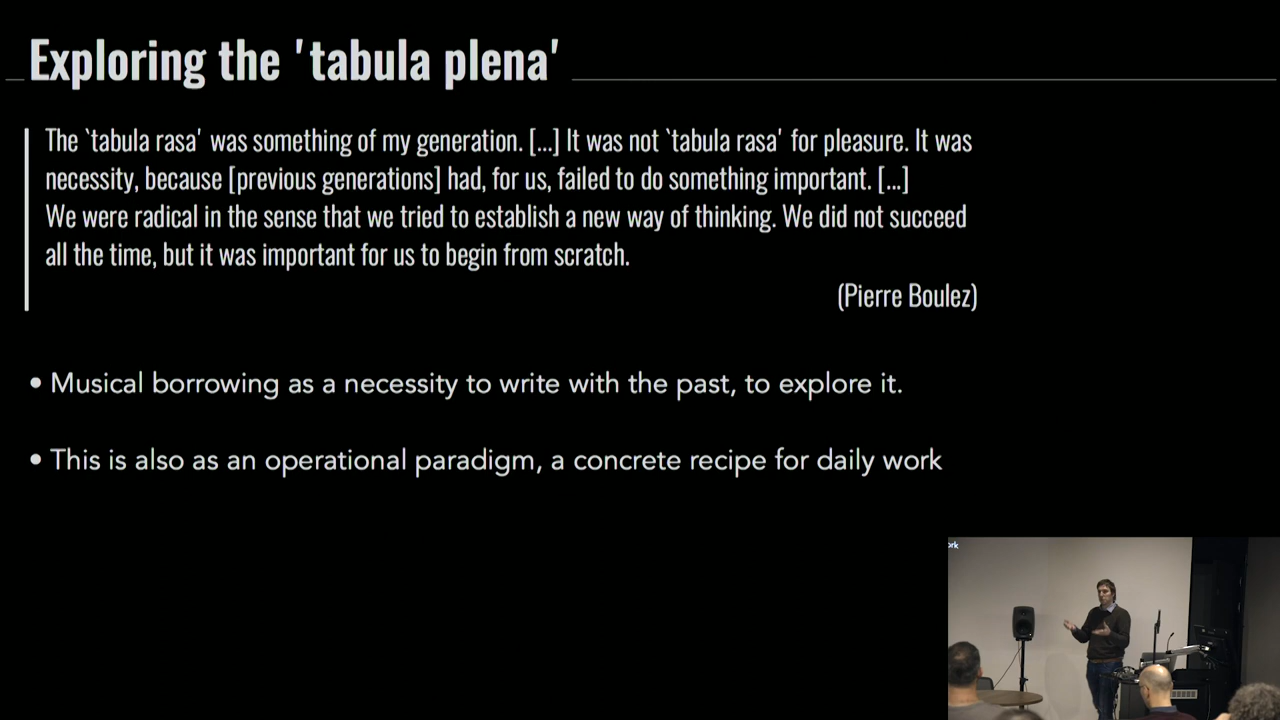 Exploring the 'tabula plena'
The `tabula rasa' was something of my generation. [...] It was not `tabula rasa' for pleasure. It was
necessity, because [previous generations] had, for us, failed to do something important. [...]
We were radical in the sense that we tried to establish a new way of thinking. We did not succeed
all the time, but it was important for us to begin from scratch.
(Pierre Boulez)
• Musical borrowing as a necessity to write with the past, to explore it.
• This is also as an operational paradigm, a concrete recipe for daily work
ork